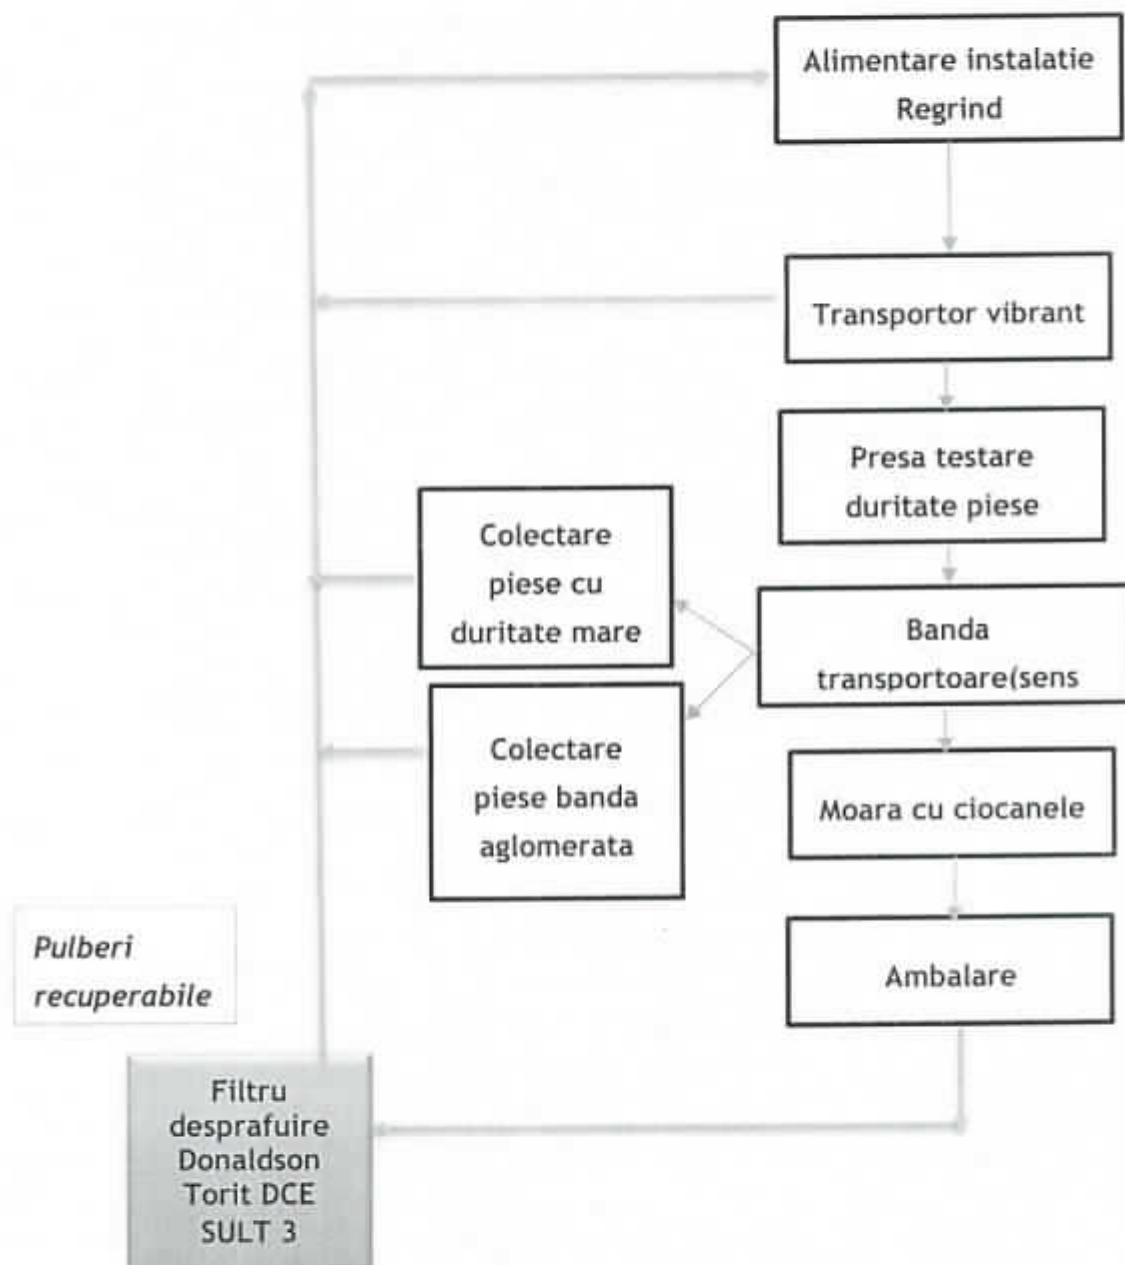 Alimentare instalatie
Regrind
Transportor vibrant
Presa testare
duritate piese
Colectare
piese cu
duritate mare
Banda
transportoare(sens
Colectare
piese banda
aglomerata
Moara cu ciocanele
Ambalare
Pulberi
recuperabile
Filtru
desprafuire
Donaldson
Torit DCE
SULT 3